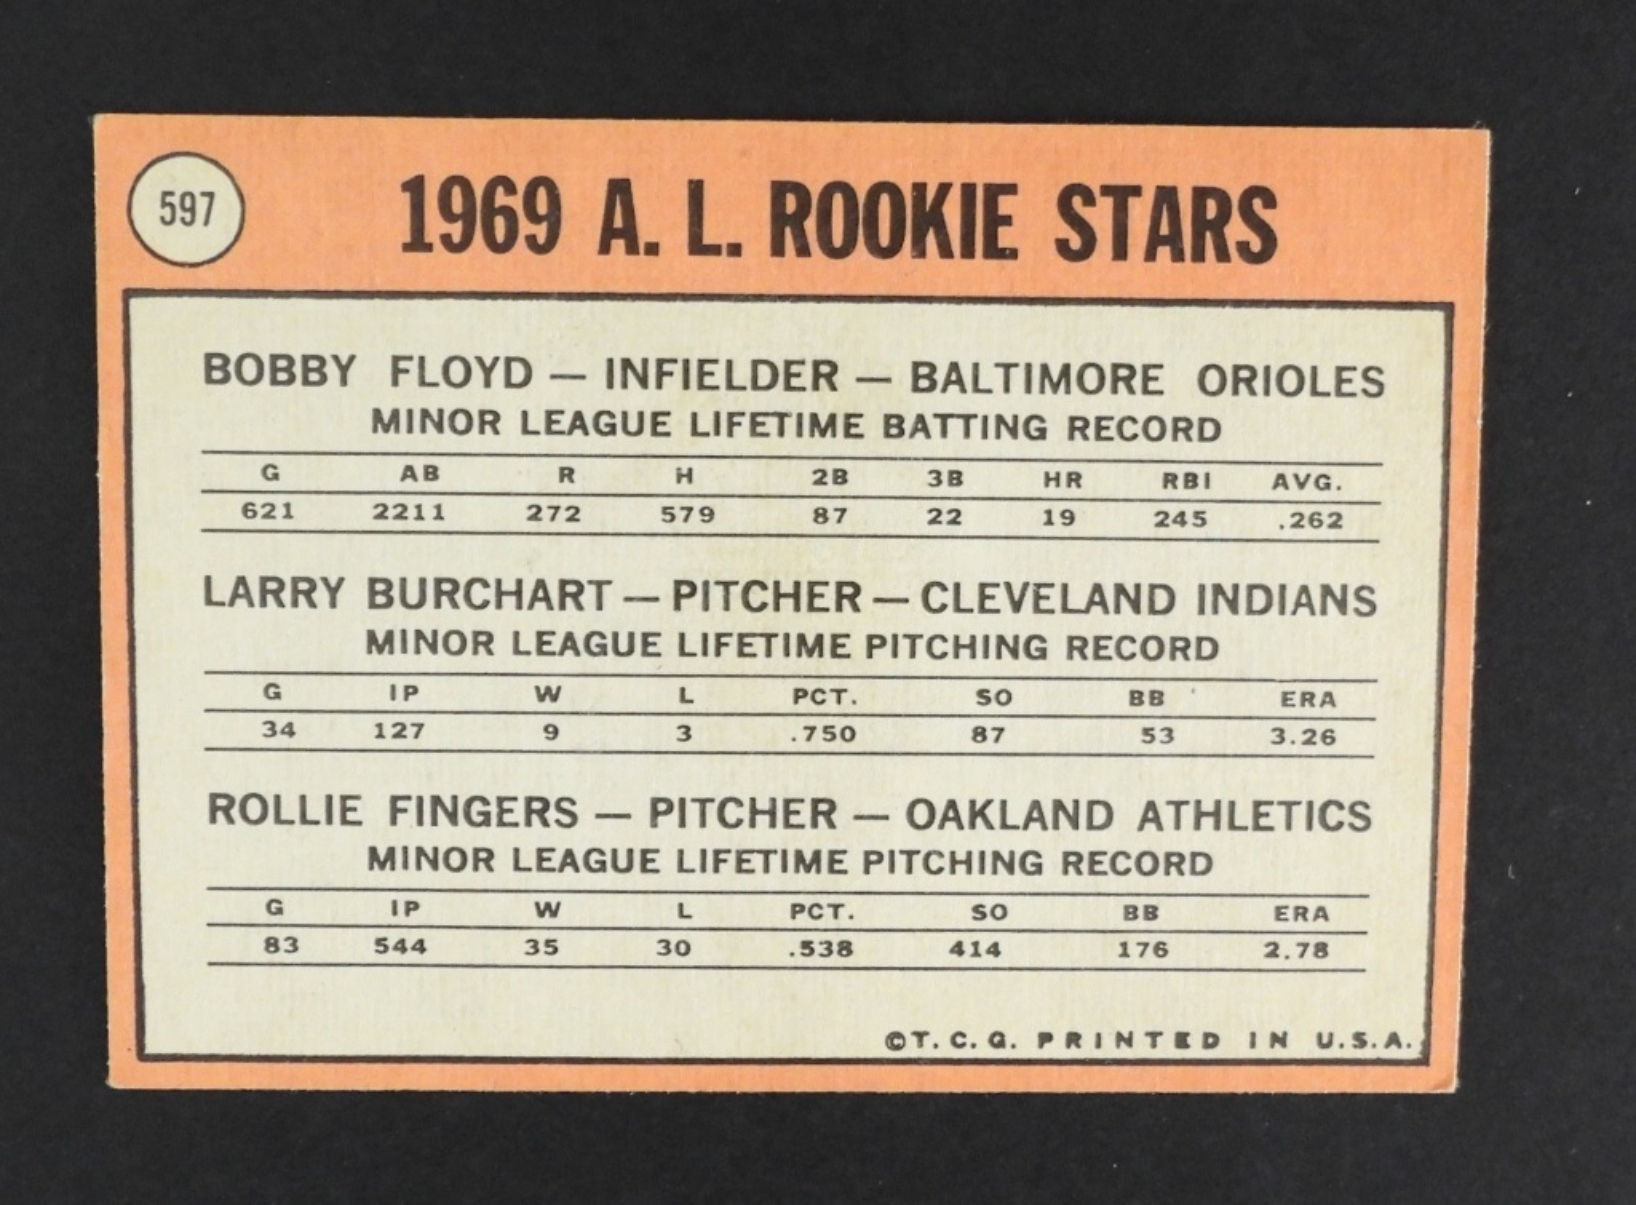 597
1969 A. L. ROOKIE STARS
BOBBY FLOYD — INFIELDER — BALTIMORE ORIOLES
MINOR LEAGUE LIFETIME BATTING RECORD
G AB R H 2B 3B HR RBI AVG.
621 2211 272 579 87 22 19 245 .262
LARRY BURCHART — PITCHER — CLEVELAND INDIANS
MINOR LEAGUE LIFETIME PITCHING RECORD
G IP W L PCT. SO BB ERA
34 127 9 3 .750 87 53 3.26
ROLLIE FINGERS — PITCHER — OAKLAND ATHLETICS
MINOR LEAGUE LIFETIME PITCHING RECORD
G IP W L PCT. SO BB ERA
83 544 35 30 .538 414 176 2.78
©T. C. G. PRINTED IN U.S.A.